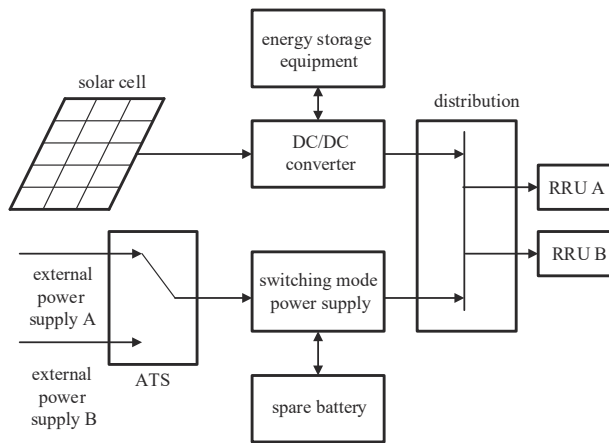 energy storage
equipment
solar cell
distribution
DC/DC
converter
RRU A
RRU B
external
power
supply A
switching mode
power supply
external
power
supply B
ATS
spare battery